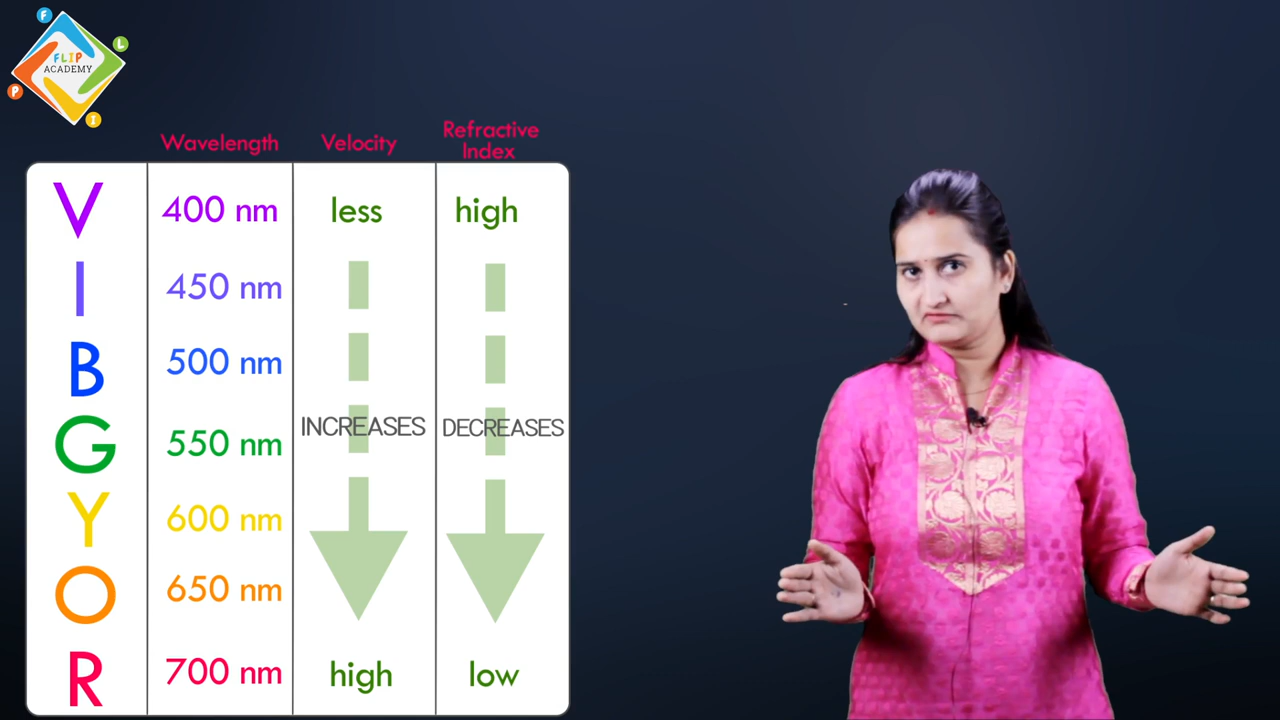 F
L
FLIP
ACADEMY
P
I
Wavelength Velocity Refractive Index
V 400 nm less high
I 450 nm
B 500 nm
G 550 nm INCREASES DECREASES
Y 600 nm
O 650 nm
R 700 nm high low